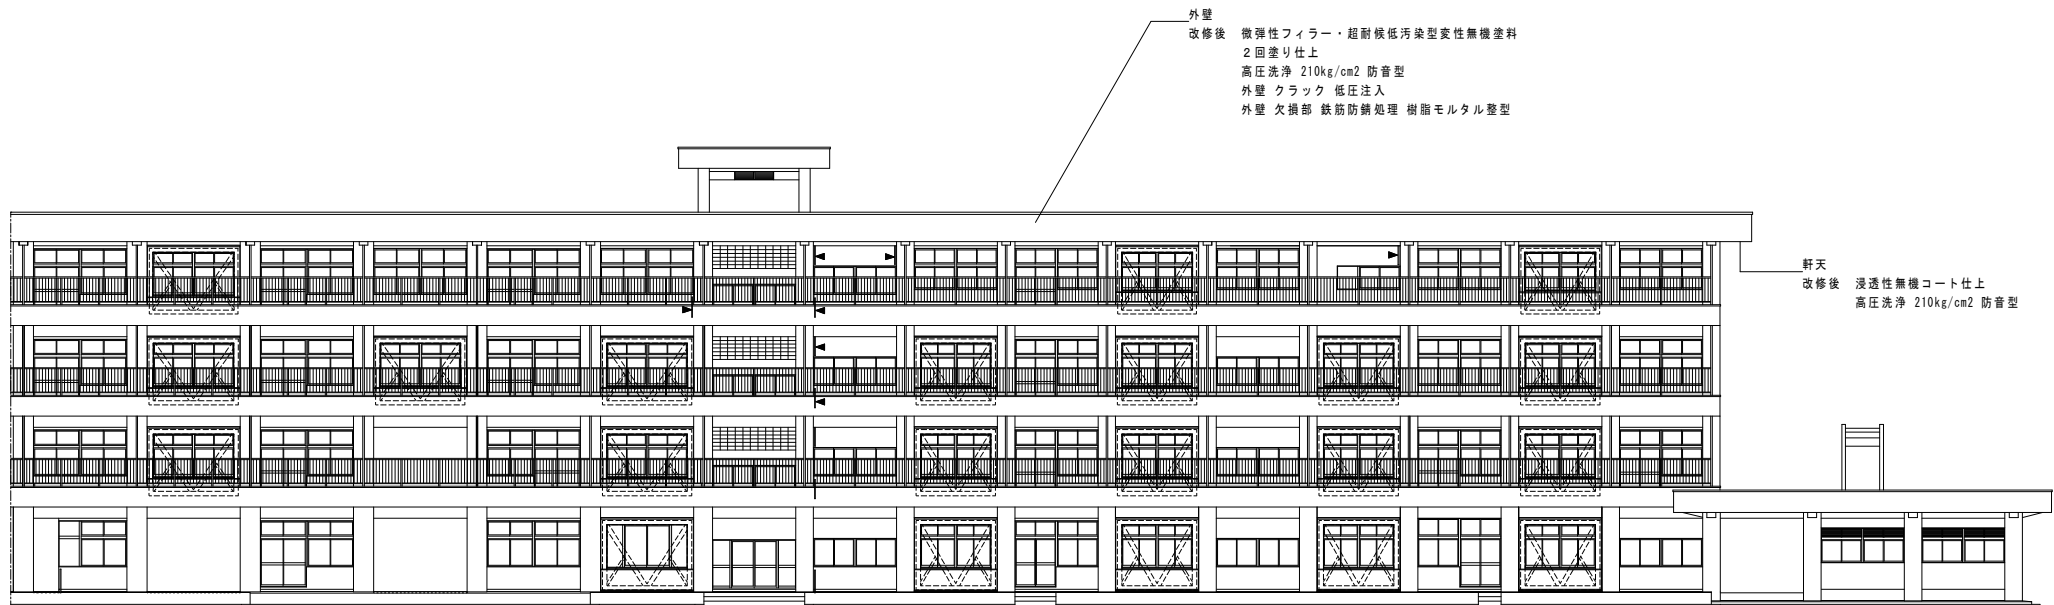 外壁
改修後 微弾性フィラー・超耐候低汚染型変性無機塗料
２回塗り仕上
高圧洗浄 210kg/cm2 防音型
外壁 クラック 低圧注入
外壁 欠損部 鉄筋防錆処理 樹脂モルタル整型
軒天
改修後 浸透性無機コート仕上
高圧洗浄 210kg/cm2 防音型